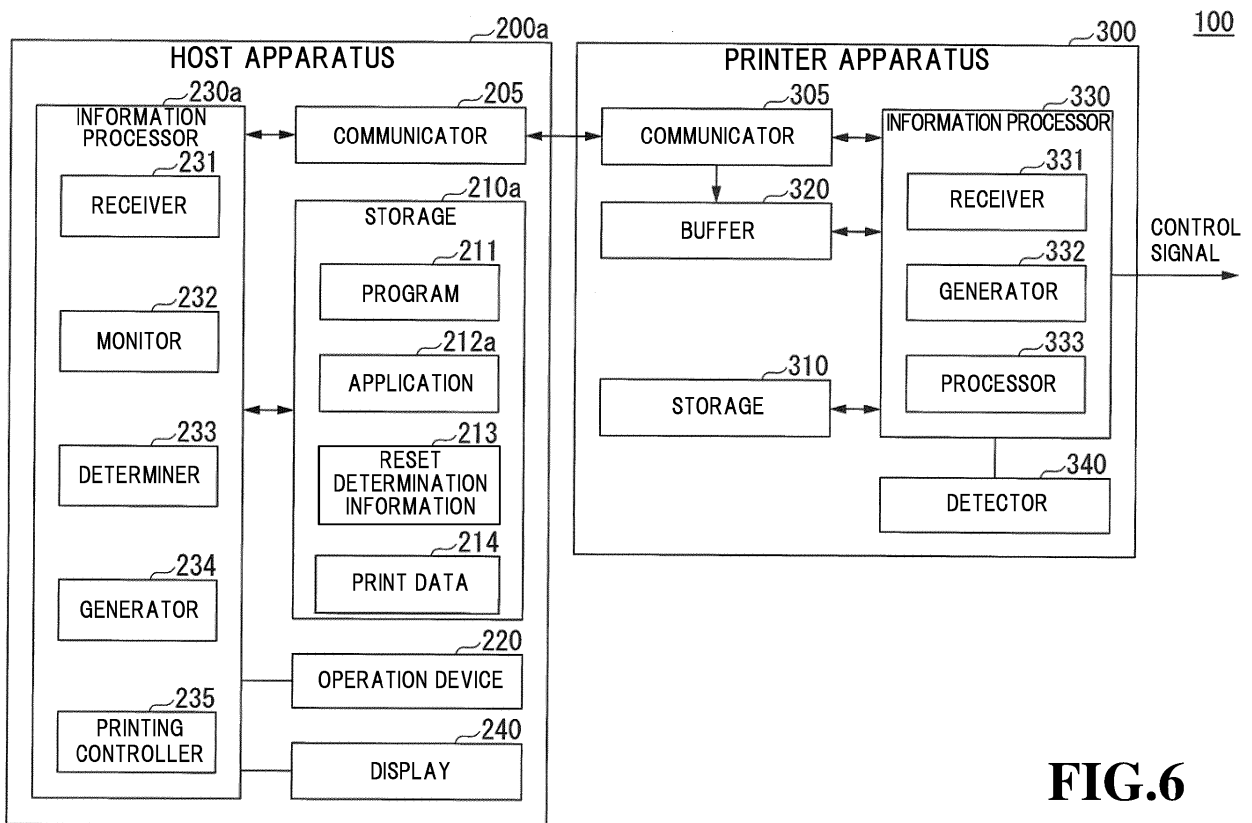 100
200a
HOST APPARATUS
230a
INFORMATION
PROCESSOR
231
RECEIVER
232
MONITOR
233
DETERMINER
234
GENERATOR
235
PRINTING
CONTROLLER
205
COMMUNICATOR
210a
STORAGE
211
PROGRAM
212a
APPLICATION
213
RESET
DETERMINATION
INFORMATION
214
PRINT DATA
220
OPERATION DEVICE
240
DISPLAY
300
PRINTER APPARATUS
305
COMMUNICATOR
320
BUFFER
310
STORAGE
330
INFORMATION PROCESSOR
331
RECEIVER
332
GENERATOR
333
PROCESSOR
340
DETECTOR
CONTROL
SIGNAL
FIG.6